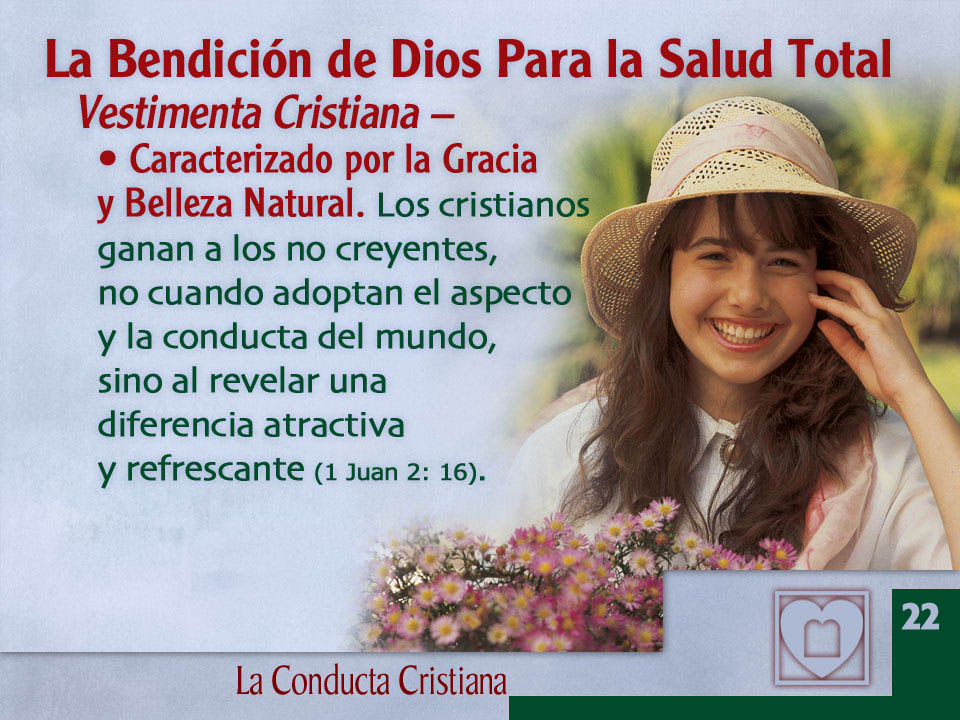 La Bendición de Dios Para la Salud Total
Vestimenta Cristiana –
• Caracterizado por la Gracia
y Belleza Natural. Los cristianos
ganan a los no creyentes,
no cuando adoptan el aspecto
y la conducta del mundo,
sino al revelar una
diferencia atractiva
y refrescante (1 Juan 2: 16).
22
La Conducta Cristiana